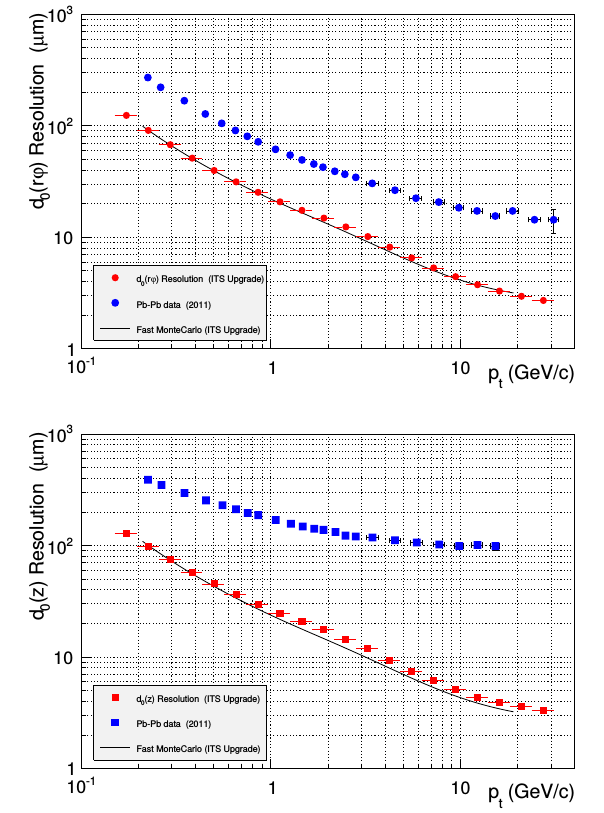 10³
10²
10
1
d₀(rφ) Resolution (μm)
d₀(rφ) Resolution (ITS Upgrade)
Pb-Pb data (2011)
Fast MonteCarlo (ITS Upgrade)
10⁻¹ 1 10
pₜ (GeV/c)
10³
10²
10
1
d₀(z) Resolution (μm)
d₀(z) Resolution (ITS Upgrade)
Pb-Pb data (2011)
Fast MonteCarlo (ITS Upgrade)
10⁻¹ 1 10
pₜ (GeV/c)